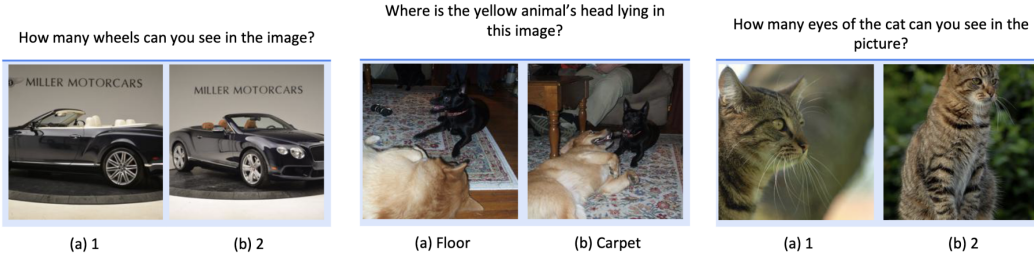 How many wheels can you see in the image?
MILLER MOTORCARS
MILLER MOTORCARS
(a) 1
(b) 2
Where is the yellow animal's head lying in
this image?
(a) Floor
(b) Carpet
How many eyes of the cat can you see in the
picture?
(a) 1
(b) 2